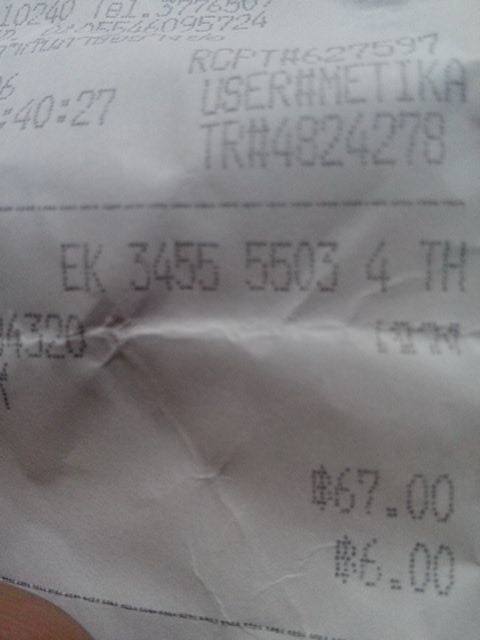 10240 Tel.3776507
RCPT#627597
USER#METIKA
:40:27
TR#4824278
EK 3455 5503 4 TH
4320
฿67.00
฿6.00